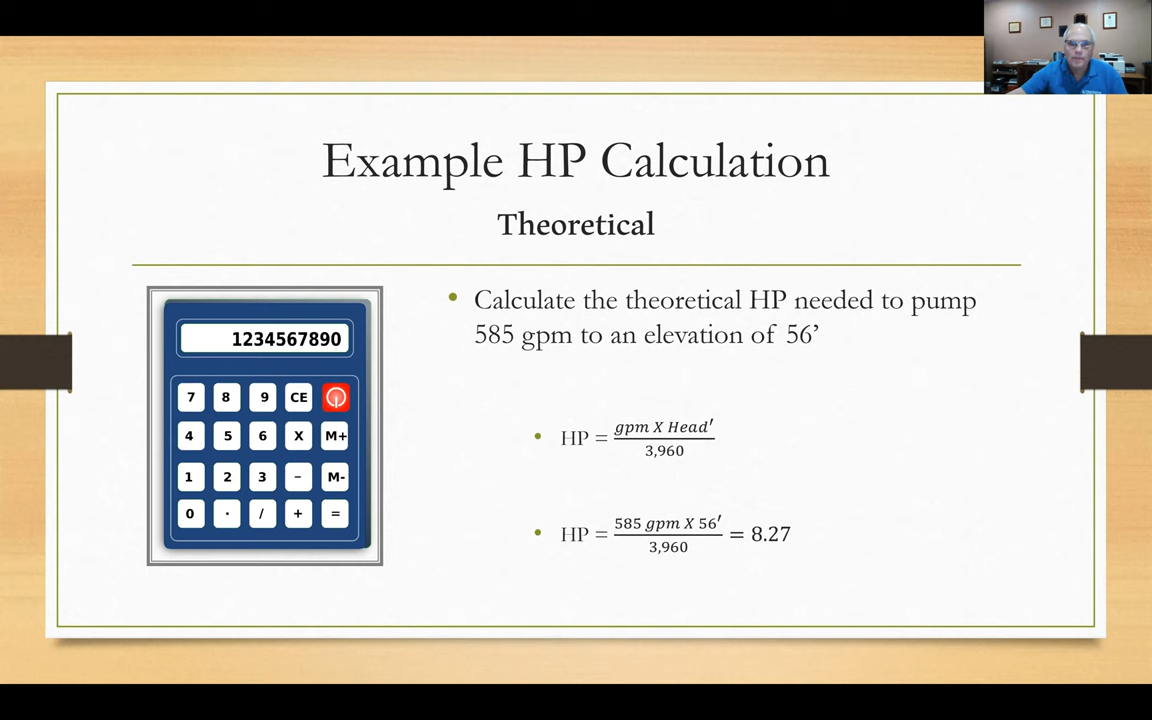 Example HP Calculation
Theoretical
• Calculate the theoretical HP needed to pump
585 gpm to an elevation of 56’
1234567890
7 8 9 CE
4 5 6 X M+
1 2 3 − M-
0 · / + =
• HP = gpm X Head′ / 3,960
• HP = 585 gpm X 56′ / 3,960 = 8.27